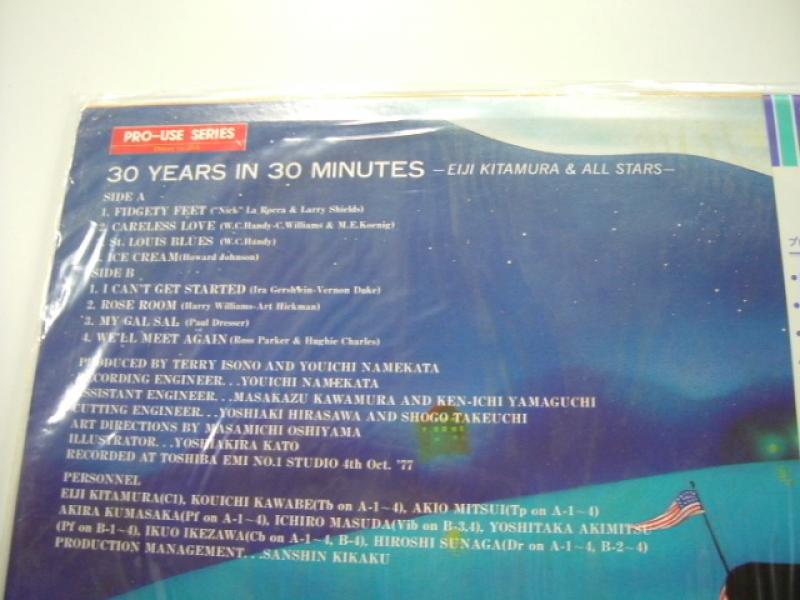 PRO-USE SERIES
30 YEARS IN 30 MINUTES —EIJI KITAMURA & ALL STARS—
SIDE A
1. FIDGETY FEET ("Nick" La Rocca & Larry Shields)
2. CARELESS LOVE (W.C.Handy-C.Williams & M.E.Koenig)
3. St. LOUIS BLUES (W.C.Handy)
ICE CREAM (Howard Johnson)
SIDE B
1. I CAN'T GET STARTED (Ira Gershwin-Vernon Duke)
2. ROSE ROOM (Harry Williams-Art Hickman)
3. MY GAL SAL (Paul Dresser)
4. WE'LL MEET AGAIN (Ross Parker & Hughie Charles)
PRODUCED BY TERRY ISONO AND YOUICHI NAMEKATA
RECORDING ENGINEER...YOUICHI NAMEKATA
ASSISTANT ENGINEER...MASAKAZU KAWAMURA AND KEN-ICHI YAMAGUCHI
CUTTING ENGINEER...YOSHIAKI HIRASAWA AND SHOGO TAKEUCHI
ART DIRECTIONS BY MASAMICHI OSHIYAMA
ILLUSTRATOR...YOSHIAKIRA KATO
RECORDED AT TOSHIBA EMI NO.1 STUDIO 4th Oct. '77
PERSONNEL
EIJI KITAMURA(Cl), KOUICHI KAWABE(Tb on A-1~4), AKIO MITSUI(Tp on A-1~4)
AKIRA KUMASAKA(Pf on A-1~4), ICHIRO MASUDA(Vib on B-3,4), YOSHITAKA AKIMITSU
(Pf on B-1~4), IKUO IKEZAWA(Cb on A-1~4, B-4), HIROSHI SUNAGA(Dr on A-1~4, B-2~4)
PRODUCTION MANAGEMENT...SANSHIN KIKAKU